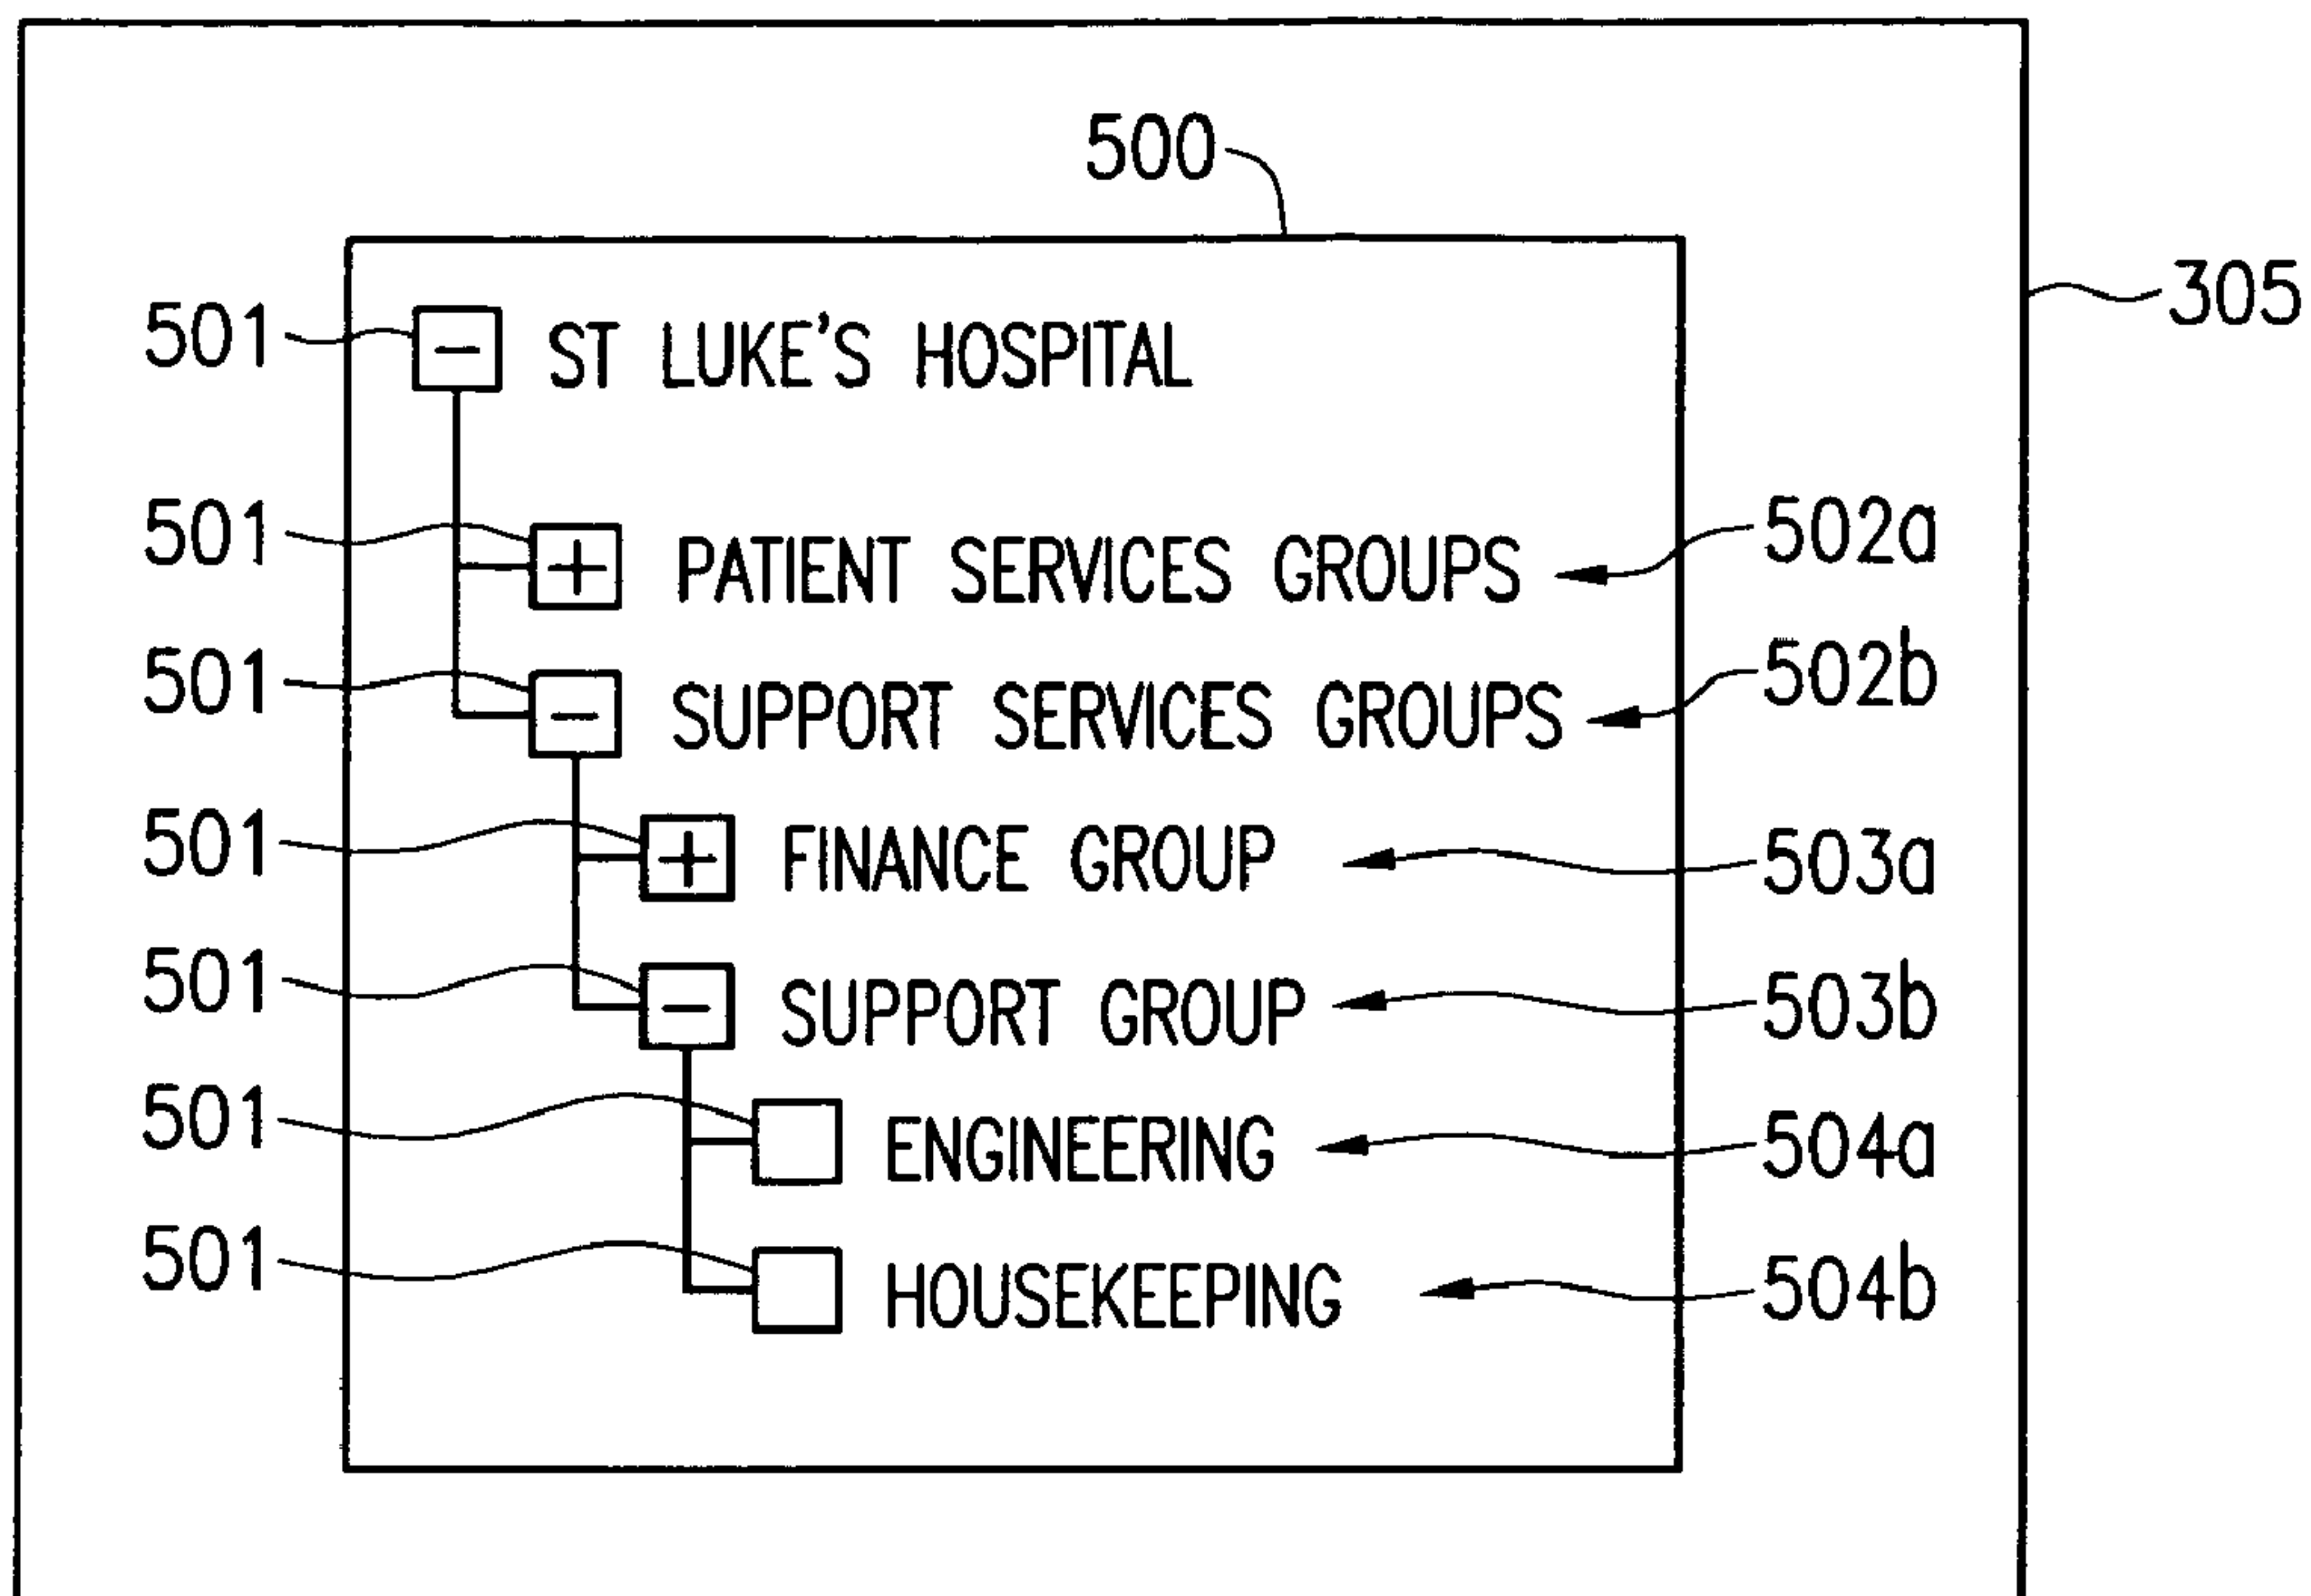 500
305
501 - ST LUKE'S HOSPITAL
501 + PATIENT SERVICES GROUPS 502a
501 - SUPPORT SERVICES GROUPS 502b
501 + FINANCE GROUP 503a
501 - SUPPORT GROUP 503b
501 ENGINEERING 504a
501 HOUSEKEEPING 504b